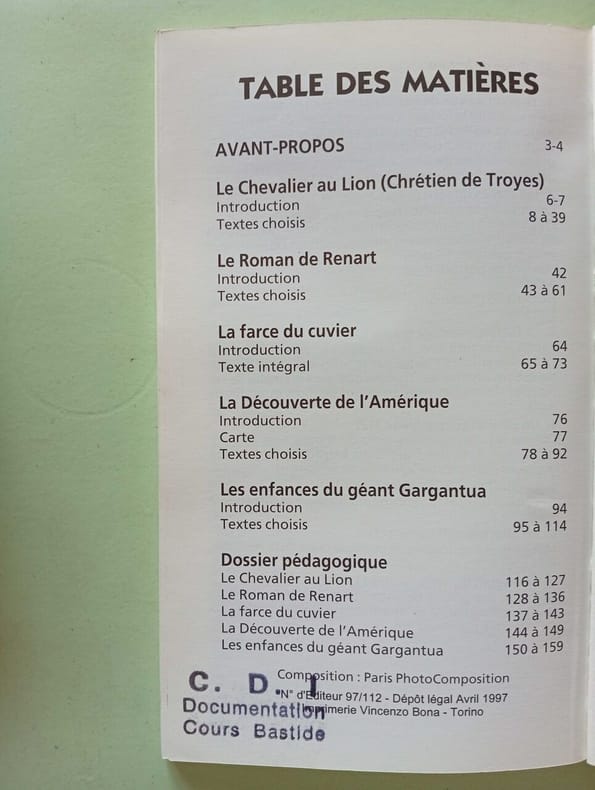 TABLE DES MATIÈRES
AVANT-PROPOS 3-4
Le Chevalier au Lion (Chrétien de Troyes)
Introduction 6-7
Textes choisis 8 à 39
Le Roman de Renart
Introduction 42
Textes choisis 43 à 61
La farce du cuvier
Introduction 64
Texte intégral 65 à 73
La Découverte de l'Amérique
Introduction 76
Carte 77
Textes choisis 78 à 92
Les enfances du géant Gargantua
Introduction 94
Textes choisis 95 à 114
Dossier pédagogique
Le Chevalier au Lion 116 à 127
Le Roman de Renart 128 à 136
La farce du cuvier 137 à 143
La Découverte de l'Amérique 144 à 149
Les enfances du géant Gargantua 150 à 159
Composition : Paris PhotoComposition
N° d'Editeur 97/112 - Dépôt légal Avril 1997
Imprimerie Vincenzo Bona - Torino
C. D. I
Documentation
Cours Bastide